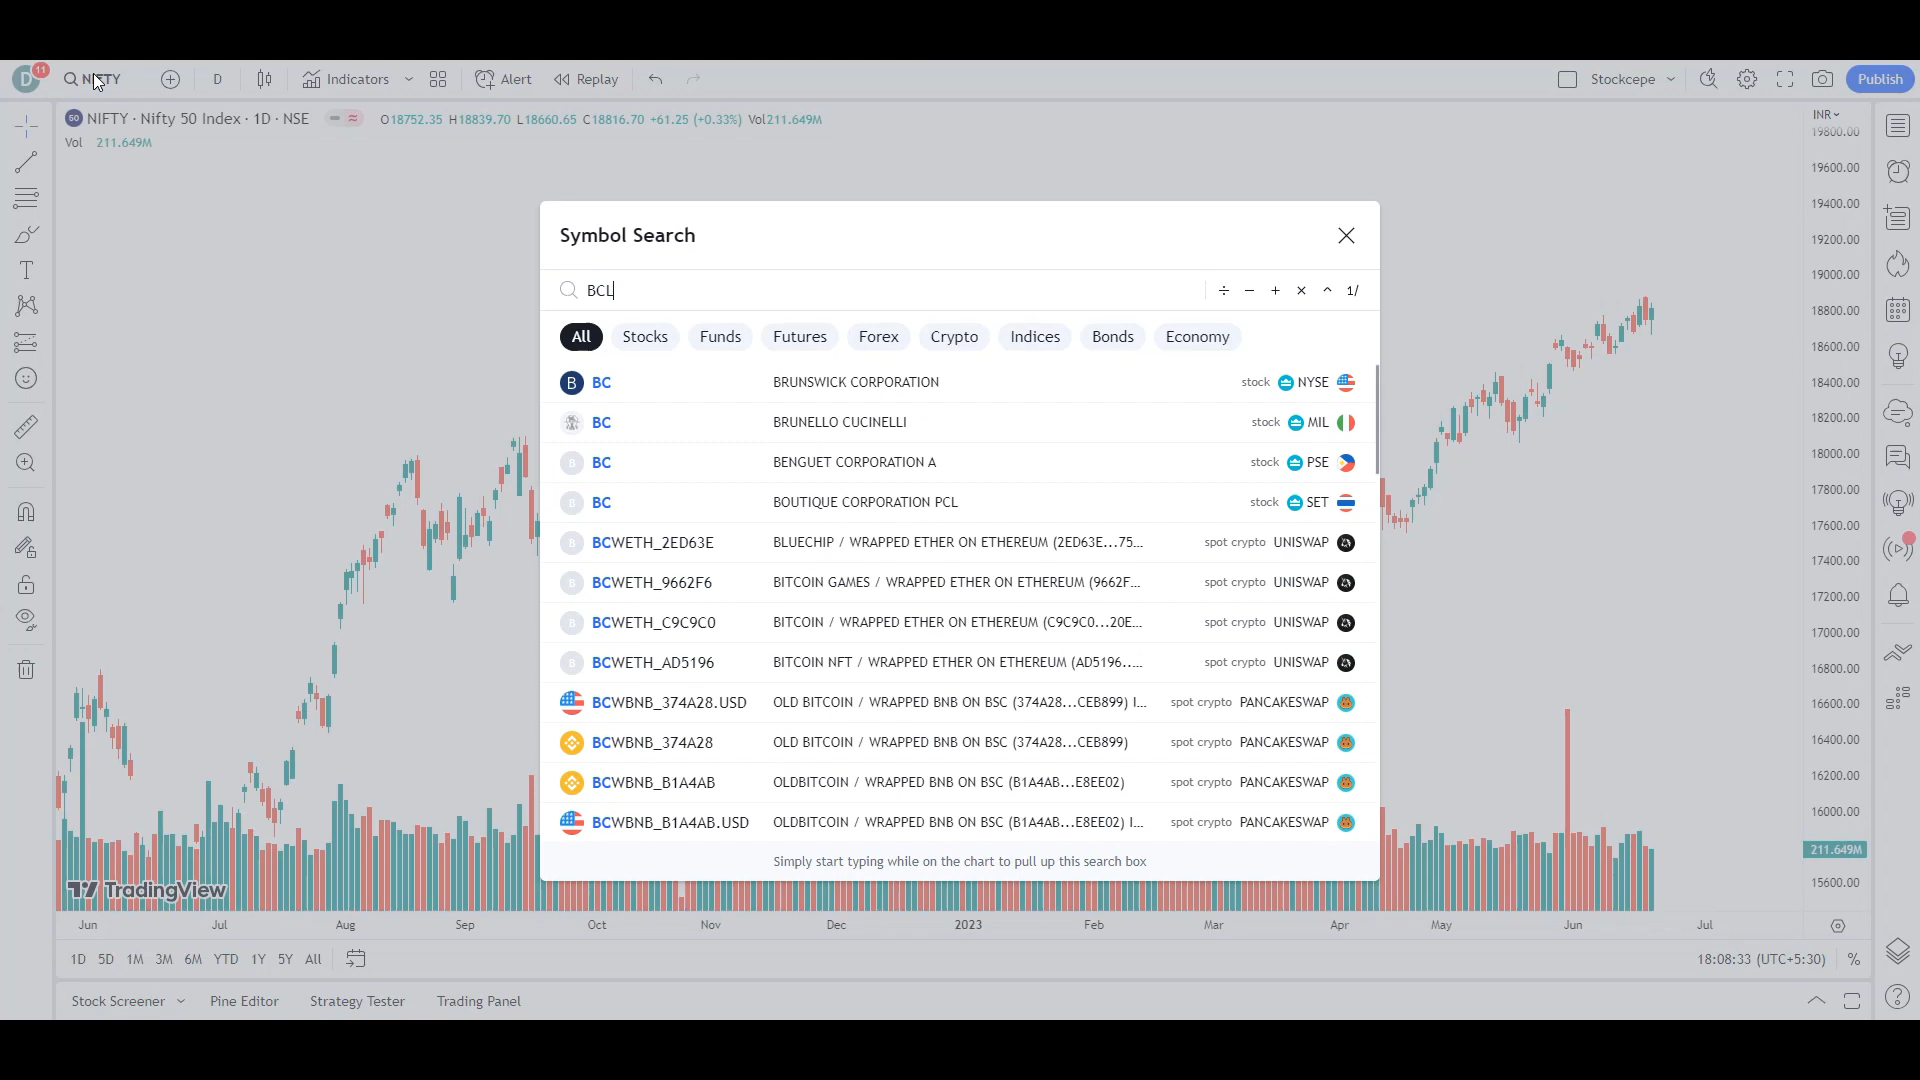 D 11 NIFTY D Indicators Alert Replay Stockcepe Publish
50 NIFTY · Nifty 50 Index · 1D · NSE O18752.35 H18839.70 L18660.65 C18816.70 +61.25 (+0.33%) Vol211.649M
Vol 211.649M
INR
19800.00
19600.00
19400.00
19200.00
19000.00
18800.00
18600.00
18400.00
18200.00
18000.00
17800.00
17600.00
17400.00
17200.00
17000.00
16800.00
16600.00
16400.00
16200.00
16000.00
211.649M
15600.00
Symbol Search
BCL ÷ − + × ^ 1/
All Stocks Funds Futures Forex Crypto Indices Bonds Economy
B BC BRUNSWICK CORPORATION stock NYSE
BC BRUNELLO CUCINELLI stock MIL
B BC BENGUET CORPORATION A stock PSE
B BC BOUTIQUE CORPORATION PCL stock SET
B BCWETH_2ED63E BLUECHIP / WRAPPED ETHER ON ETHEREUM (2ED63E...75... spot crypto UNISWAP
B BCWETH_9662F6 BITCOIN GAMES / WRAPPED ETHER ON ETHEREUM (9662F... spot crypto UNISWAP
B BCWETH_C9C9C0 BITCOIN / WRAPPED ETHER ON ETHEREUM (C9C9C0...20E... spot crypto UNISWAP
B BCWETH_AD5196 BITCOIN NFT / WRAPPED ETHER ON ETHEREUM (AD5196..... spot crypto UNISWAP
BCWBNB_374A28.USD OLD BITCOIN / WRAPPED BNB ON BSC (374A28...CEB899) I... spot crypto PANCAKESWAP
BCWBNB_374A28 OLD BITCOIN / WRAPPED BNB ON BSC (374A28...CEB899) spot crypto PANCAKESWAP
BCWBNB_B1A4AB OLDBITCOIN / WRAPPED BNB ON BSC (B1A4AB...E8EE02) spot crypto PANCAKESWAP
BCWBNB_B1A4AB.USD OLDBITCOIN / WRAPPED BNB ON BSC (B1A4AB...E8EE02) I... spot crypto PANCAKESWAP
Simply start typing while on the chart to pull up this search box
TradingView
Jun Jul Aug Sep Oct Nov Dec 2023 Feb Mar Apr May Jun Jul
1D 5D 1M 3M 6M YTD 1Y 5Y All 18:08:33 (UTC+5:30) %
Stock Screener Pine Editor Strategy Tester Trading Panel